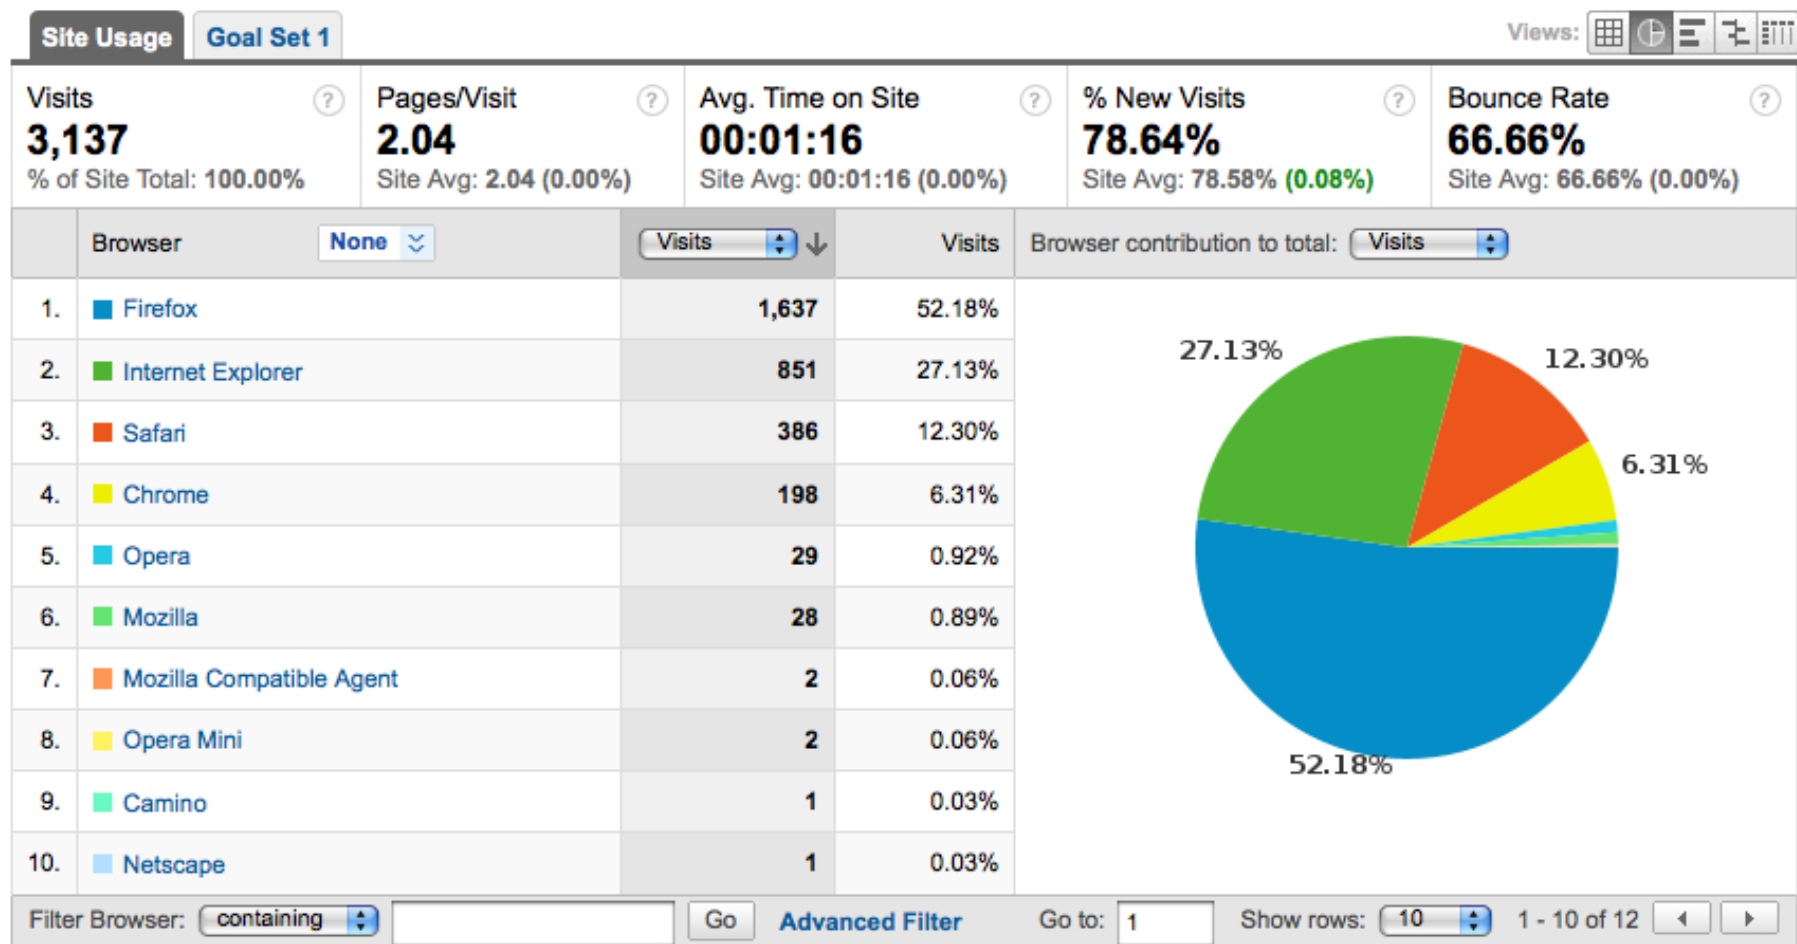 Site Usage Goal Set 1 Views:
Visits ? Pages/Visit ? Avg. Time on Site ? % New Visits ? Bounce Rate ?
3,137 2.04 00:01:16 78.64% 66.66%
% of Site Total: 100.00% Site Avg: 2.04 (0.00%) Site Avg: 00:01:16 (0.00%) Site Avg: 78.58% (0.08%) Site Avg: 66.66% (0.00%)
Browser None Visits Visits Browser contribution to total: Visits
1. Firefox 1,637 52.18%
2. Internet Explorer 851 27.13%
3. Safari 386 12.30%
4. Chrome 198 6.31%
5. Opera 29 0.92%
6. Mozilla 28 0.89%
7. Mozilla Compatible Agent 2 0.06%
8. Opera Mini 2 0.06%
9. Camino 1 0.03%
10. Netscape 1 0.03%
27.13%
12.30%
6.31%
52.18%
Filter Browser: containing Go Advanced Filter Go to: 1 Show rows: 10 1 - 10 of 12